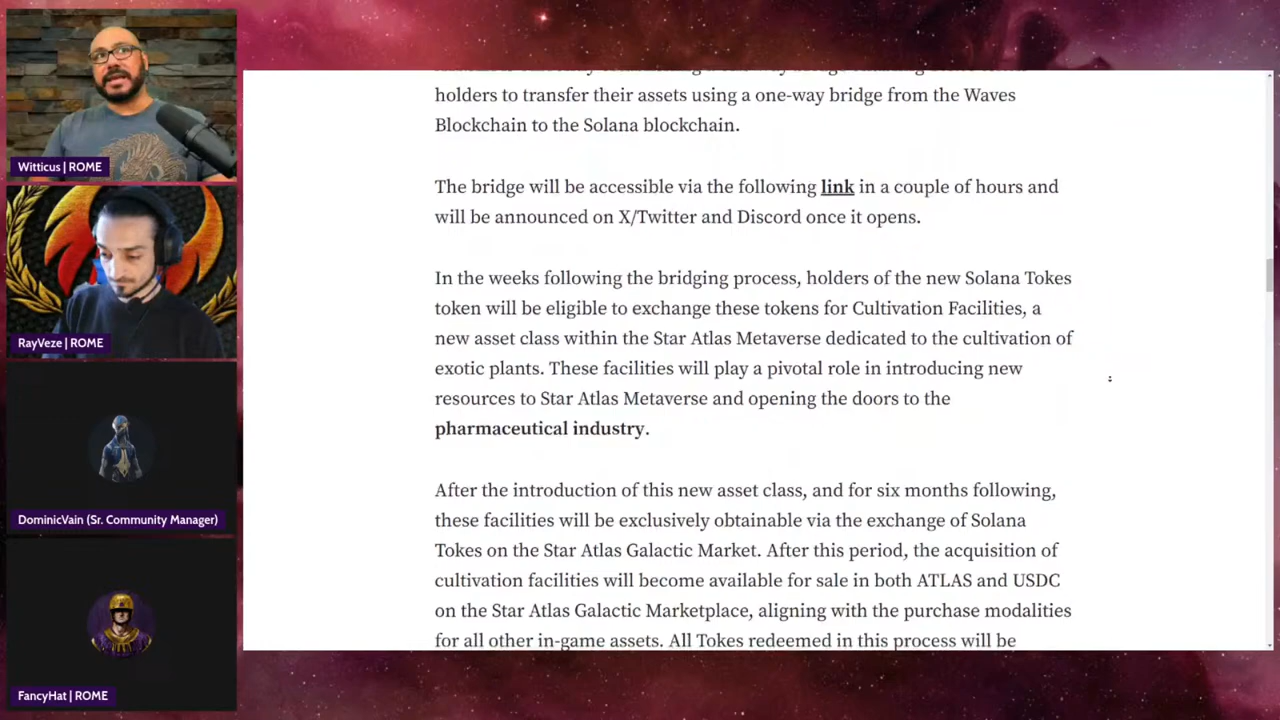 holders to transfer their assets using a one-way bridge from the Waves
Blockchain to the Solana blockchain.
The bridge will be accessible via the following link in a couple of hours and
will be announced on X/Twitter and Discord once it opens.
In the weeks following the bridging process, holders of the new Solana Tokes
token will be eligible to exchange these tokens for Cultivation Facilities, a
new asset class within the Star Atlas Metaverse dedicated to the cultivation of
exotic plants. These facilities will play a pivotal role in introducing new
resources to Star Atlas Metaverse and opening the doors to the
pharmaceutical industry.
After the introduction of this new asset class, and for six months following,
these facilities will be exclusively obtainable via the exchange of Solana
Tokes on the Star Atlas Galactic Market. After this period, the acquisition of
cultivation facilities will become available for sale in both ATLAS and USDC
on the Star Atlas Galactic Marketplace, aligning with the purchase modalities
for all other in-game assets. All Tokes redeemed in this process will be
Witticus | ROME
RayVeze | ROME
DominicVain (Sr. Community Manager)
FancyHat | ROME